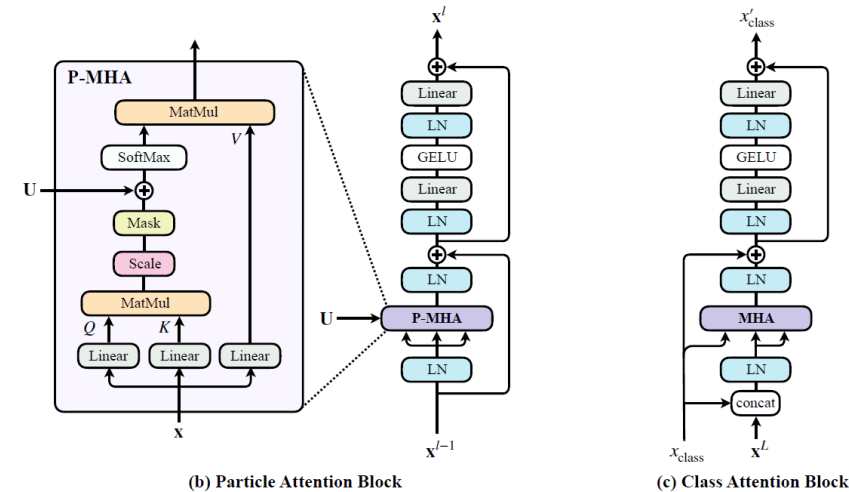 P-MHA
MatMul
V
SoftMax
U
Mask
Scale
MatMul
Q
K
Linear
Linear
Linear
x
x^l
Linear
LN
GELU
Linear
LN
LN
U
P-MHA
LN
x^{l−1}
(b) Particle Attention Block
x'_class
Linear
LN
GELU
Linear
LN
LN
MHA
LN
concat
x_class
x^L
(c) Class Attention Block